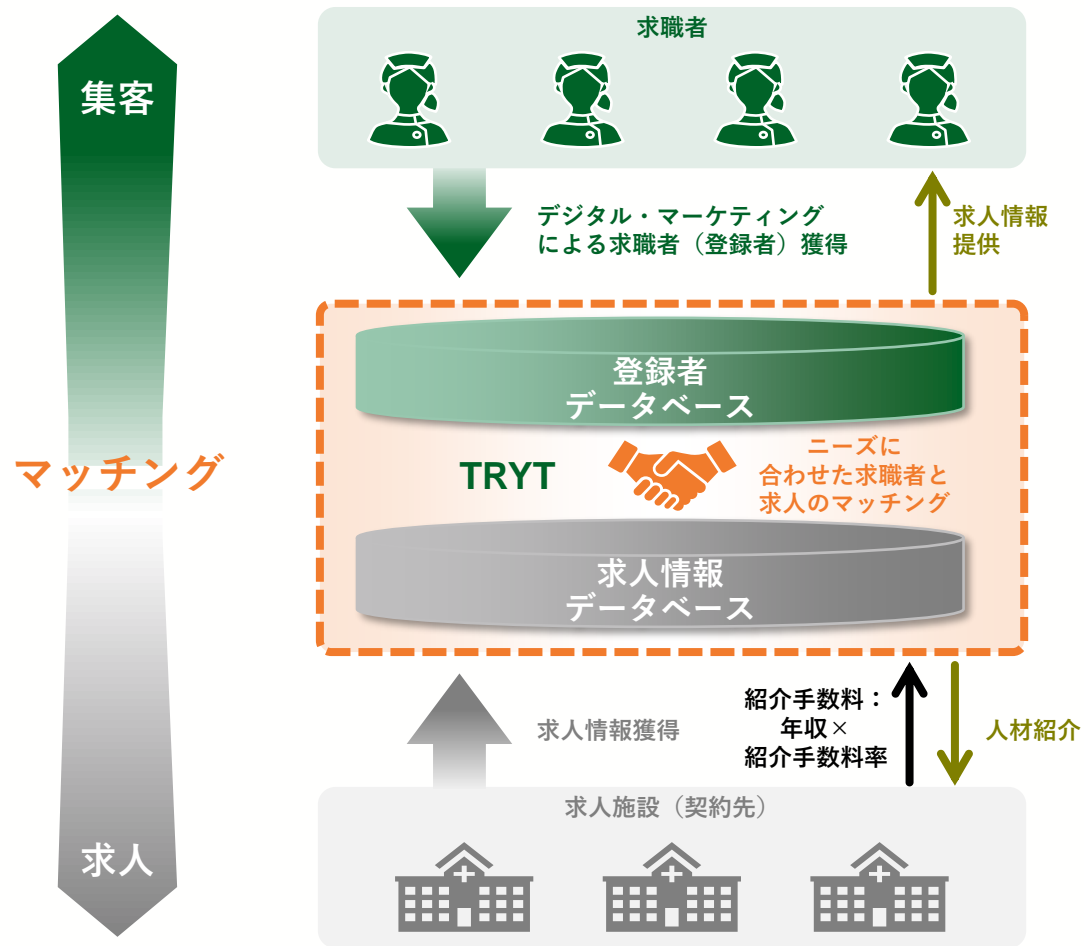 求職者
集客
デジタル・マーケティング
による求職者（登録者）獲得
求人情報
提供
登録者
データベース
マッチング
TRYT
ニーズに
合わせた求職者と
求人のマッチング
求人情報
データベース
求人情報獲得
紹介手数料：
年収×
紹介手数料率
人材紹介
求人施設（契約先）
求人